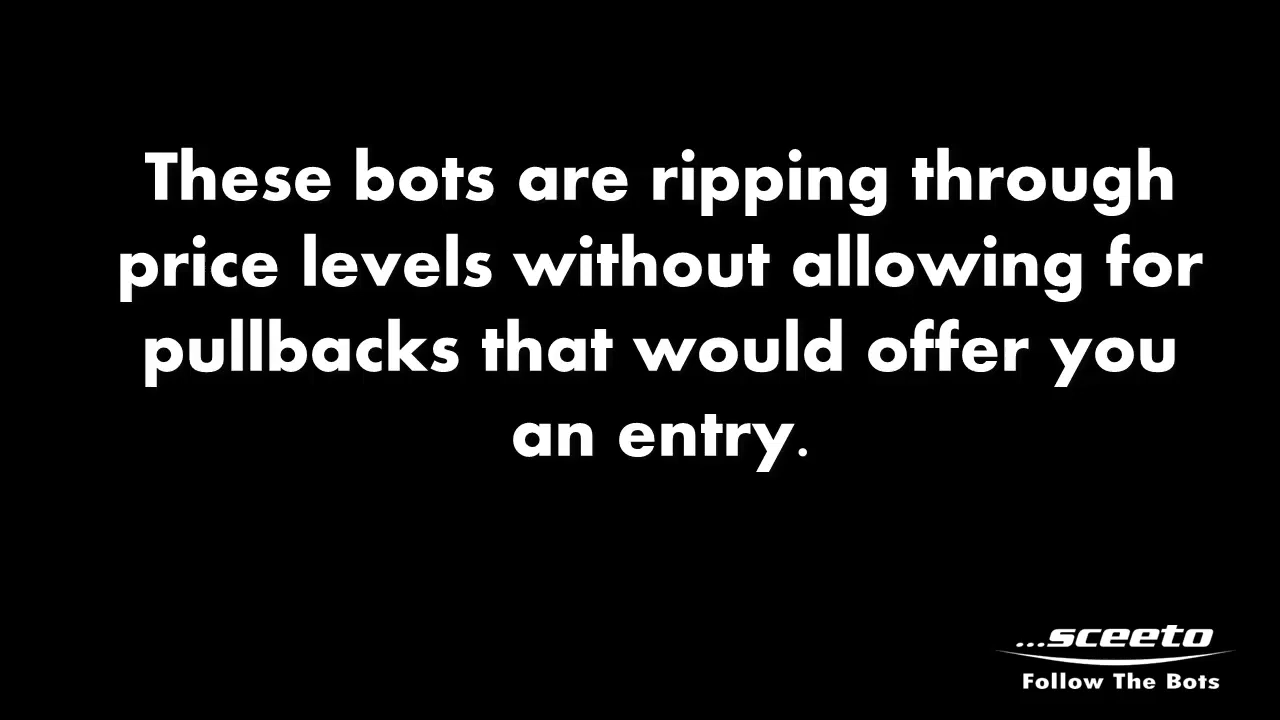 These bots are ripping through
price levels without allowing for
pullbacks that would offer you
an entry.
...sceeto
Follow The Bots